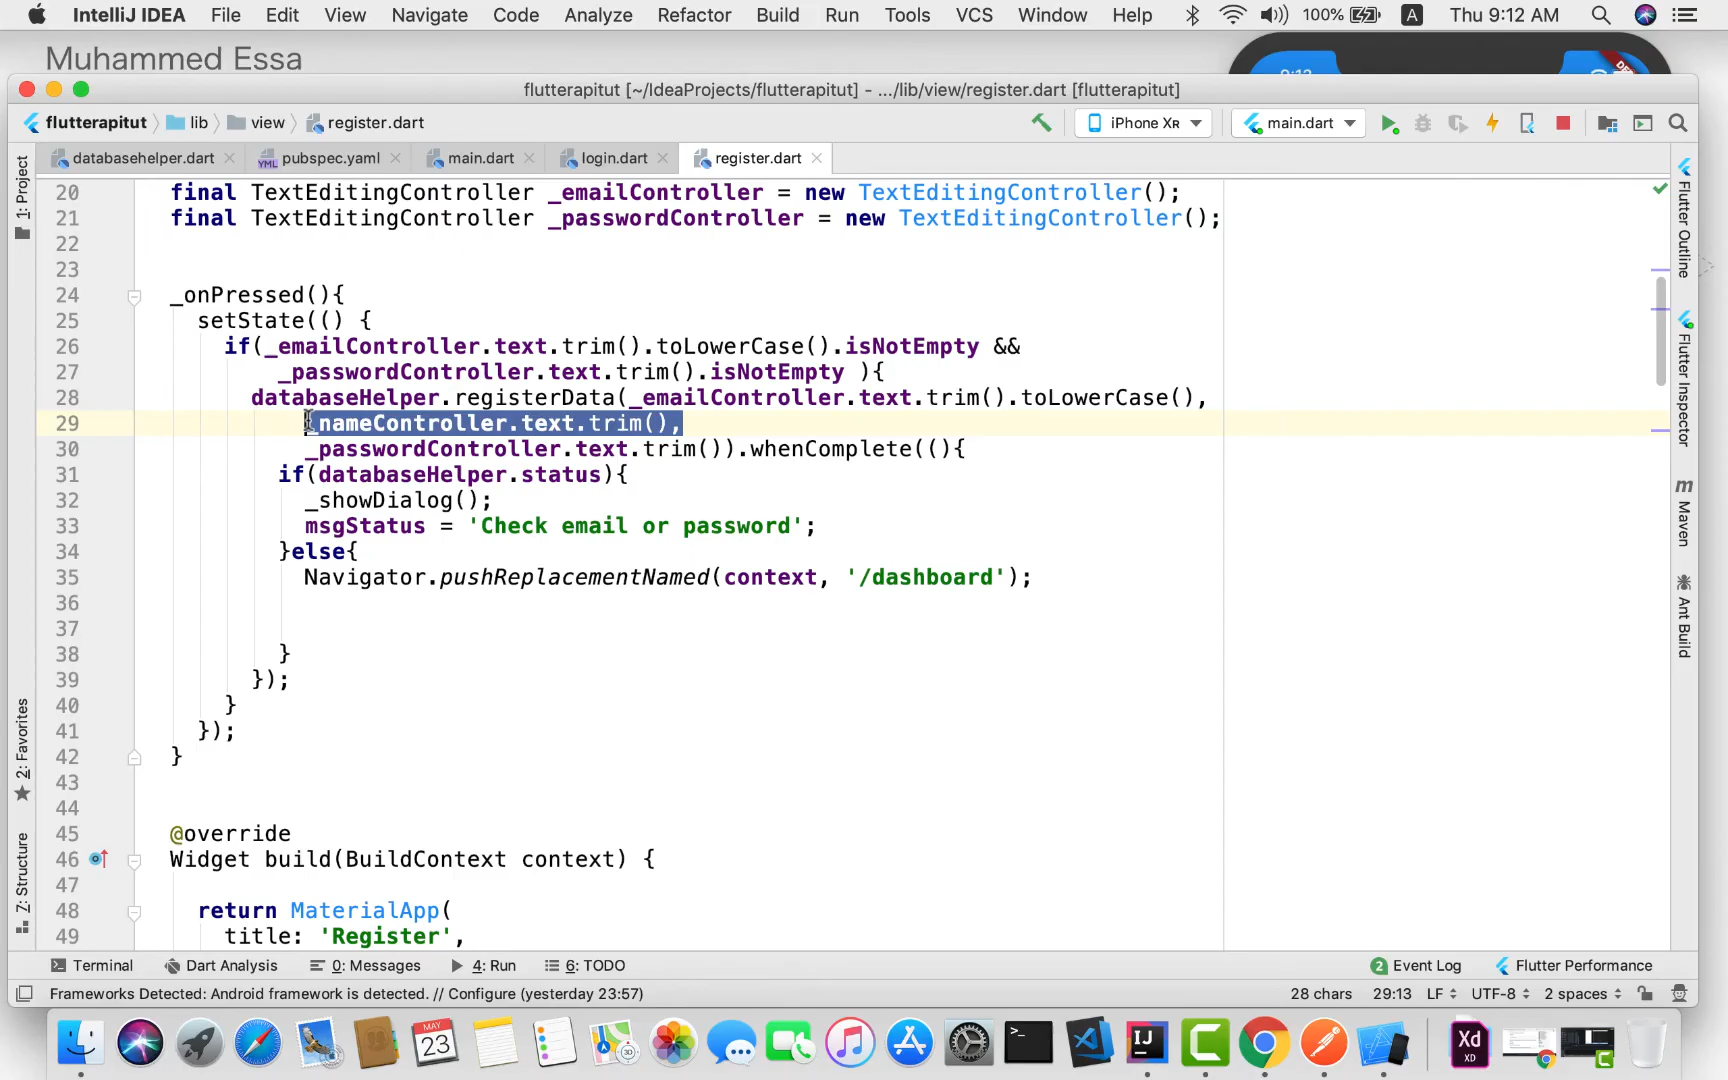 IntelliJ IDEA File Edit View Navigate Code Analyze Refactor Build Run Tools VCS Window Help 100% A Thu 9:12 AM
Muhammed Essa
flutterapitut [~/IdeaProjects/flutterapitut] - .../lib/view/register.dart [flutterapitut]
flutterapitut lib view register.dart iPhone XR main.dart
databasehelper.dart pubspec.yaml main.dart login.dart register.dart
20 final TextEditingController _emailController = new TextEditingController();
21 final TextEditingController _passwordController = new TextEditingController();
22
23
24 _onPressed(){
25 setState(() {
26 if(_emailController.text.trim().toLowerCase().isNotEmpty &&
27 _passwordController.text.trim().isNotEmpty ){
28 databaseHelper.registerData(_emailController.text.trim().toLowerCase(),
29 _nameController.text.trim(),
30 _passwordController.text.trim()).whenComplete((){
31 if(databaseHelper.status){
32 _showDialog();
33 msgStatus = 'Check email or password';
34 }else{
35 Navigator.pushReplacementNamed(context, '/dashboard');
36
37
38 }
39 });
40 }
41 });
42 }
43
44
45 @override
46 Widget build(BuildContext context) {
47
48 return MaterialApp(
49 title: 'Register',
1: Project
2: Favorites
7: Structure
Flutter Outline
Flutter Inspector
m Maven
Ant Build
Terminal Dart Analysis 0: Messages 4: Run 6: TODO 2 Event Log Flutter Performance
Frameworks Detected: Android framework is detected. // Configure (yesterday 23:57) 28 chars 29:13 LF UTF-8 2 spaces
MAY
23
IJ
Xd
XD